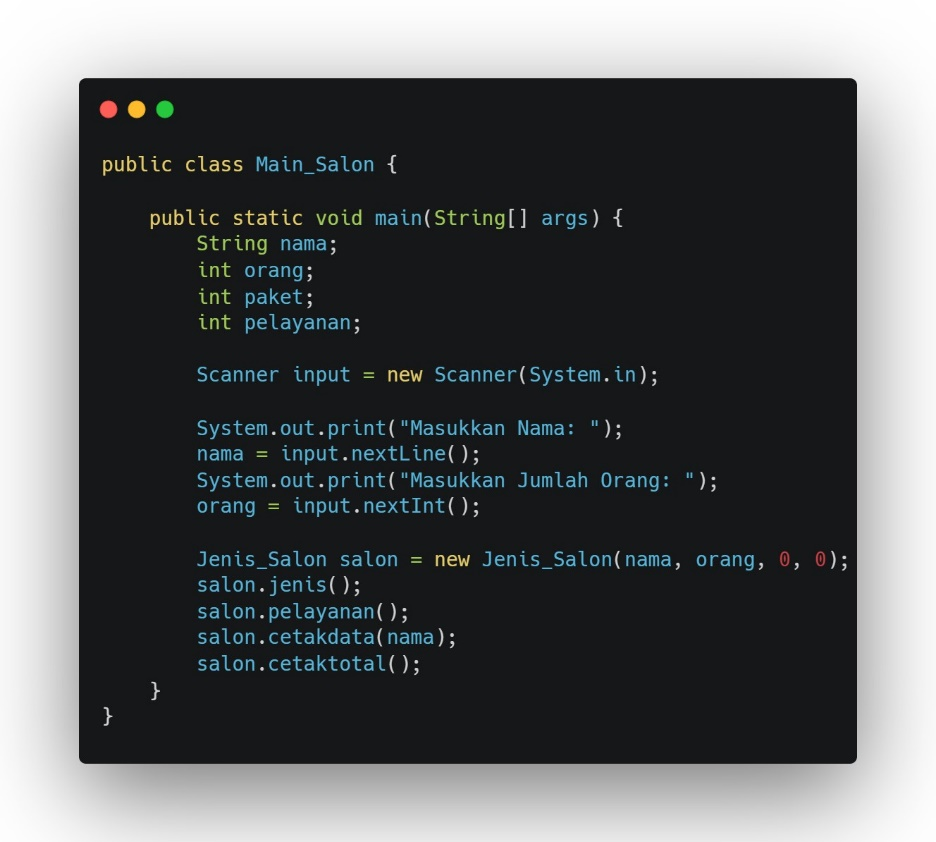 public class Main_Salon {
public static void main(String[] args) {
String nama;
int orang;
int paket;
int pelayanan;
Scanner input = new Scanner(System.in);
System.out.print("Masukkan Nama: ");
nama = input.nextLine();
System.out.print("Masukkan Jumlah Orang: ");
orang = input.nextInt();
Jenis_Salon salon = new Jenis_Salon(nama, orang, 0, 0);
salon.jenis();
salon.pelayanan();
salon.cetakdata(nama);
salon.cetaktotal();
}
}